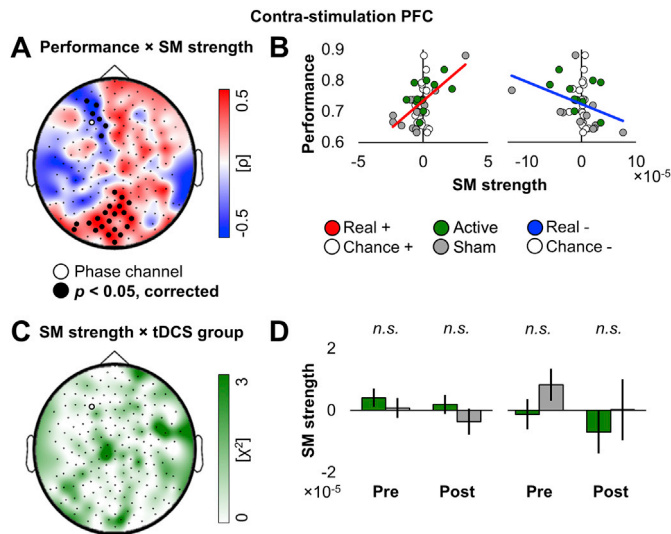 Contra-stimulation PFC
A Performance × SM strength
0.5
[ρ]
-0.5
Phase channel
p < 0.05, corrected
B
Performance
0.9
0.8
0.7
0.6
-5 0 5
-10 -5 0 5 10
SM strength ×10⁻⁵
Real + Active Real -
Chance + Sham Chance -
C SM strength × tDCS group
3
[χ²]
0
D
n.s. n.s. n.s. n.s.
SM strength
2
0
-2
×10⁻⁵ Pre Post Pre Post